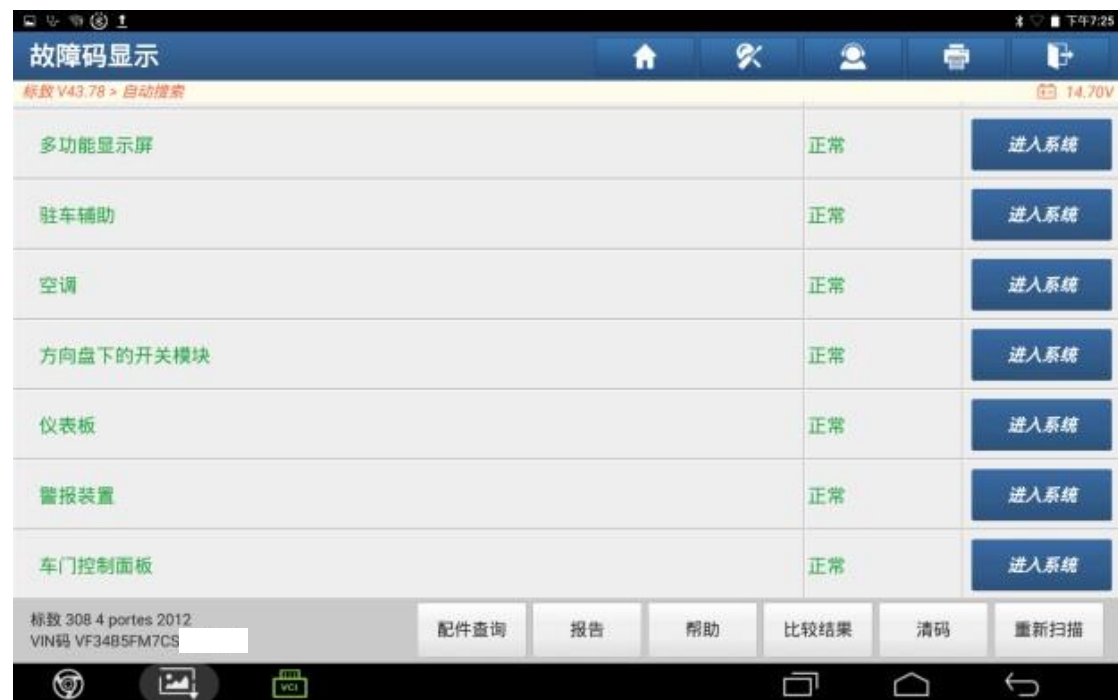 下午7:25
故障码显示
标致 V43.78 > 自动搜索
14.70V
多功能显示屏 正常 进入系统
驻车辅助 正常 进入系统
空调 正常 进入系统
方向盘下的开关模块 正常 进入系统
仪表板 正常 进入系统
警报装置 正常 进入系统
车门控制面板 正常 进入系统
标致 308 4 portes 2012
VIN码 VF34B5FM7CS
配件查询 报告 帮助 比较结果 清码 重新扫描
VCI